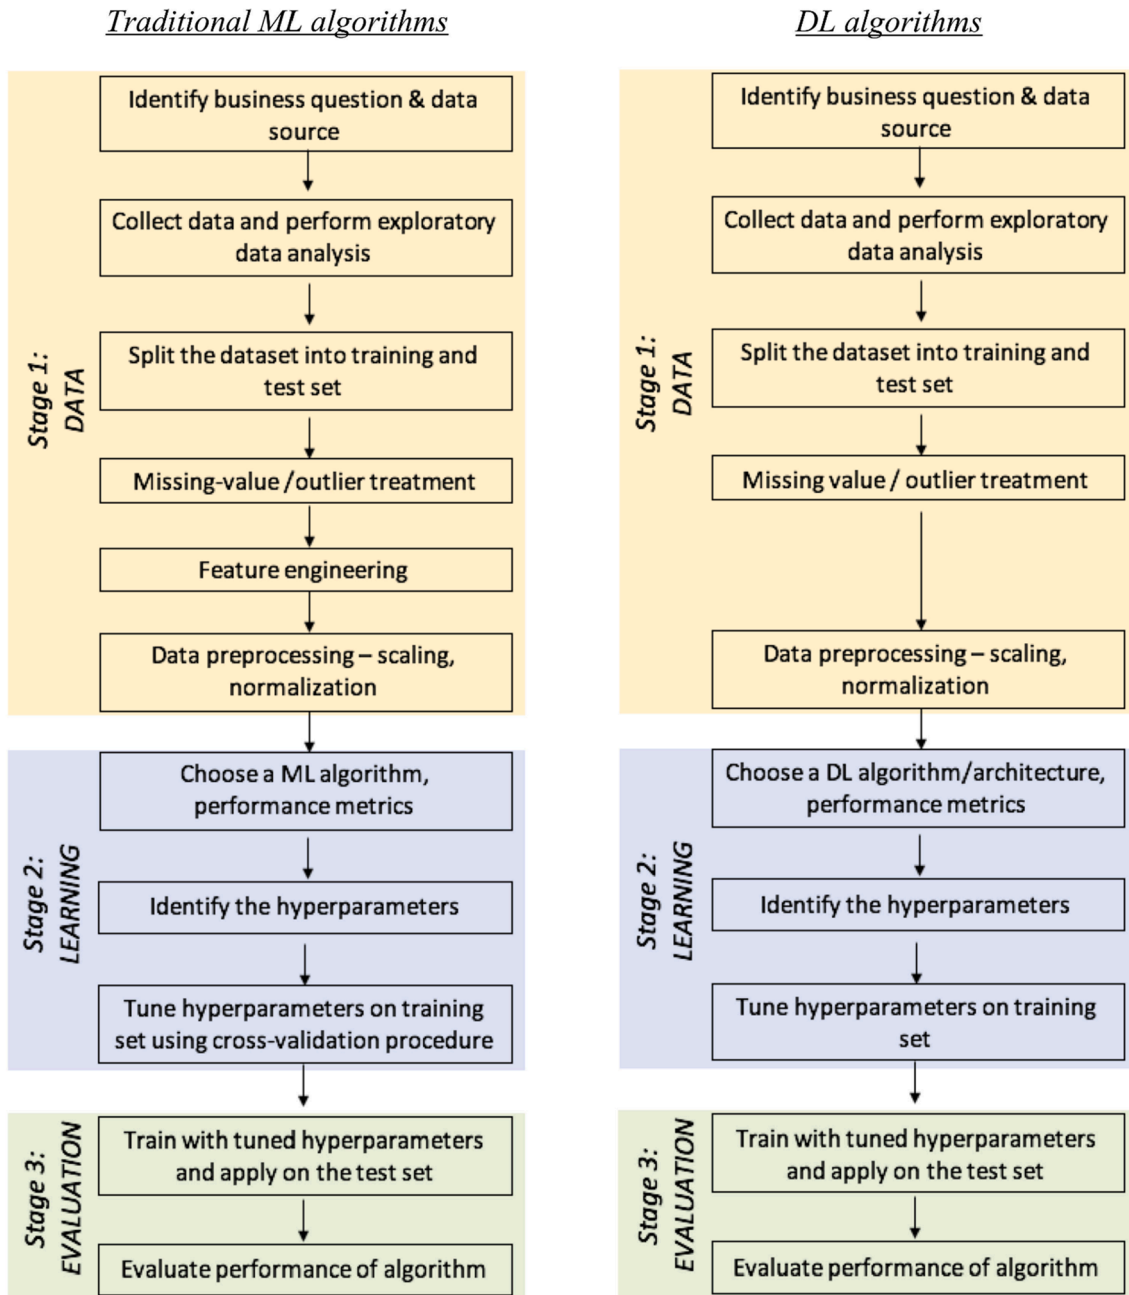 Traditional ML algorithms
Stage 1:
DATA
Identify business question & data
source
Collect data and perform exploratory
data analysis
Split the dataset into training and
test set
Missing-value / outlier treatment
Feature engineering
Data preprocessing – scaling,
normalization
Stage 2:
LEARNING
Choose a ML algorithm,
performance metrics
Identify the hyperparameters
Tune hyperparameters on training
set using cross-validation procedure
Stage 3:
EVALUATION
Train with tuned hyperparameters
and apply on the test set
Evaluate performance of algorithm
DL algorithms
Stage 1:
DATA
Identify business question & data
source
Collect data and perform exploratory
data analysis
Split the dataset into training and
test set
Missing value / outlier treatment
Data preprocessing – scaling,
normalization
Stage 2:
LEARNING
Choose a DL algorithm/architecture,
performance metrics
Identify the hyperparameters
Tune hyperparameters on training
set
Stage 3:
EVALUATION
Train with tuned hyperparameters
and apply on the test set
Evaluate performance of algorithm